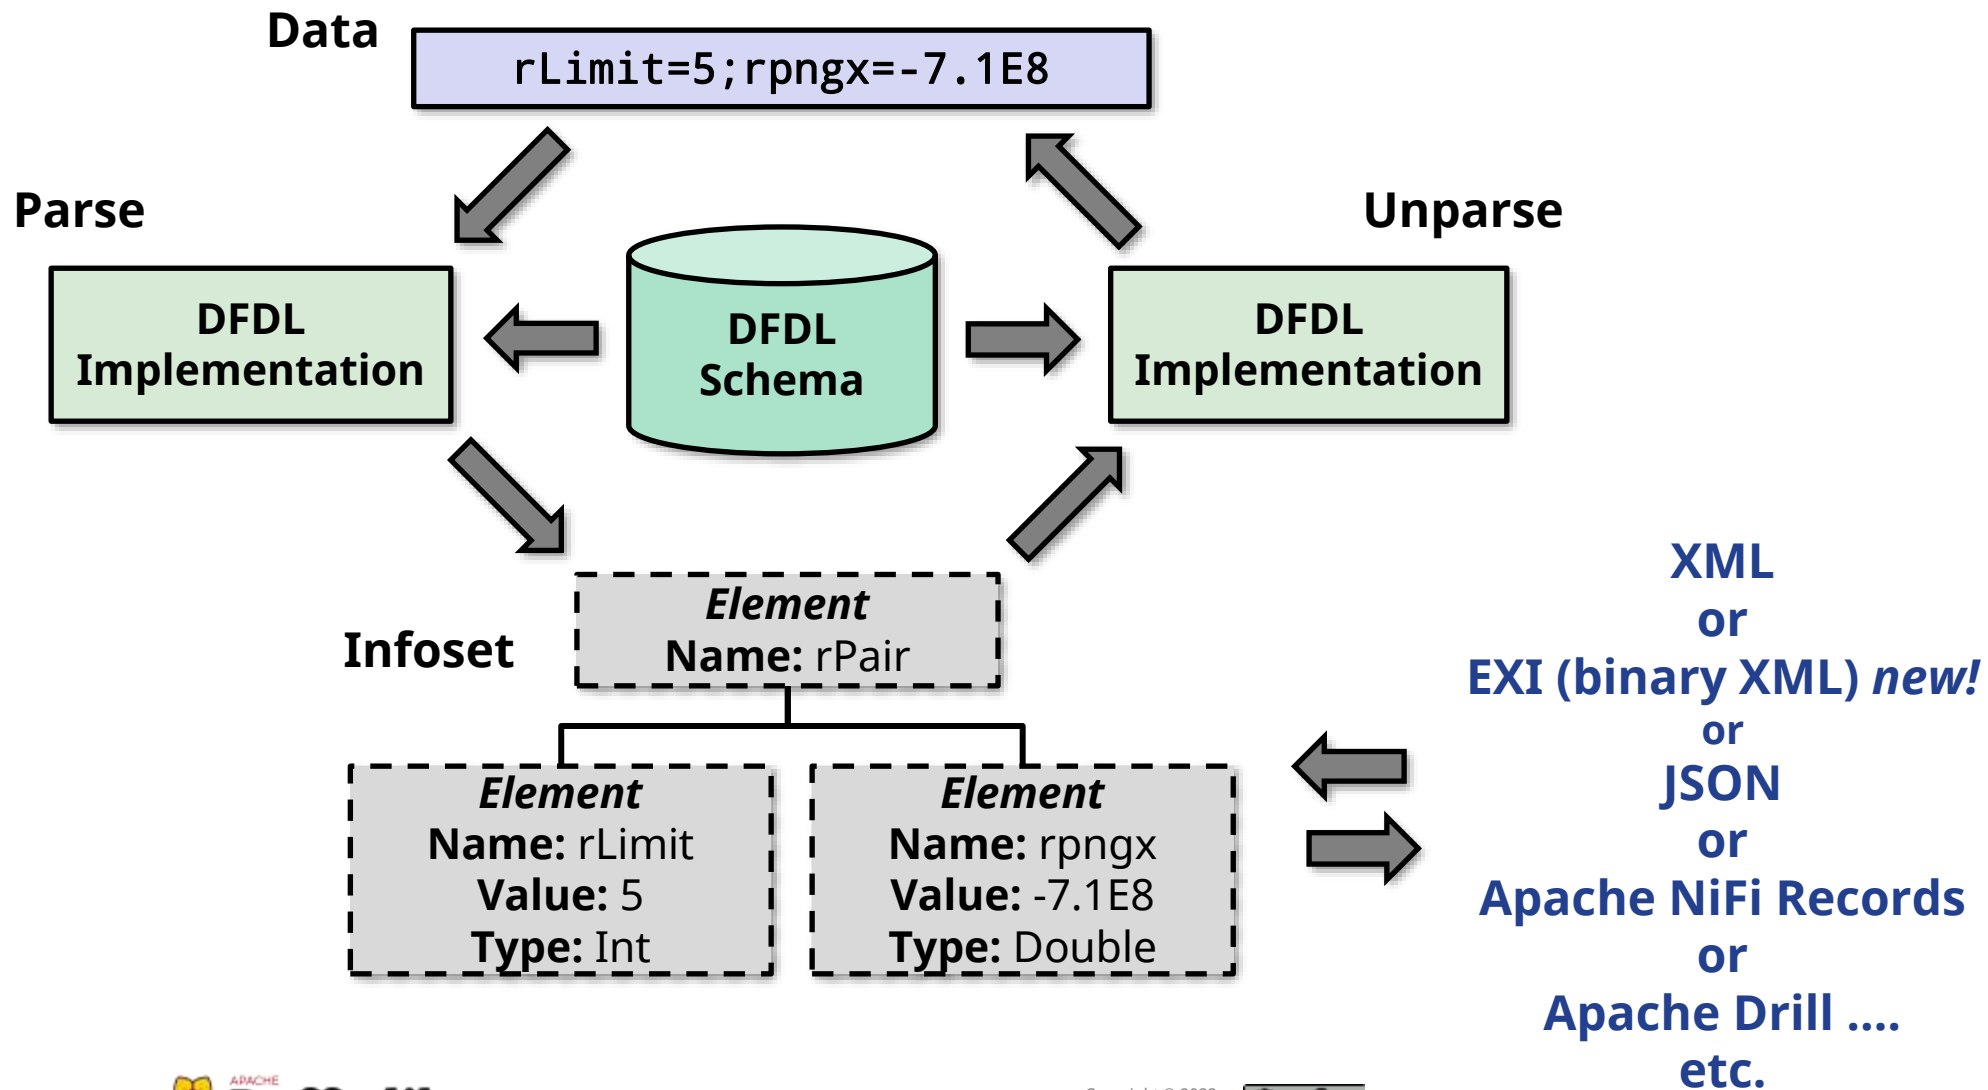 Data
rLimit=5;rpngx=-7.1E8
Parse
Unparse
DFDL
Implementation
DFDL
Schema
DFDL
Implementation
Infoset
Element
Name: rPair
Element
Name: rLimit
Value: 5
Type: Int
Element
Name: rpngx
Value: -7.1E8
Type: Double
XML
or
EXI (binary XML) new!
or
JSON
or
Apache NiFi Records
or
Apache Drill ....
etc.
APACHE